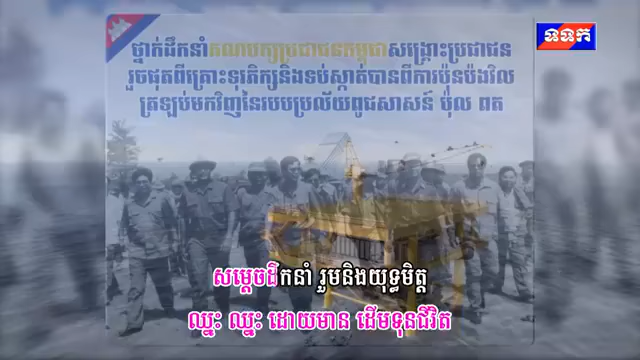 ទទក
ថ្នាក់ដឹកនាំគណបក្សប្រជាជនកម្ពុជាសង្គ្រោះប្រជាជន
រួចផុតពីគ្រោះទុរភិក្សនិងទប់ស្កាត់បានពីការប៉ុនប៉ងវិល
ត្រឡប់មកវិញនៃរបបប្រល័យពូជសាសន៍ ប៉ុល ពត
សម្តេចដឹកនាំ រួមនិងយុទ្ធមិត្ត
ឈ្នះ ឈ្នះ ដោយមាន ដើមទុនជីវិត